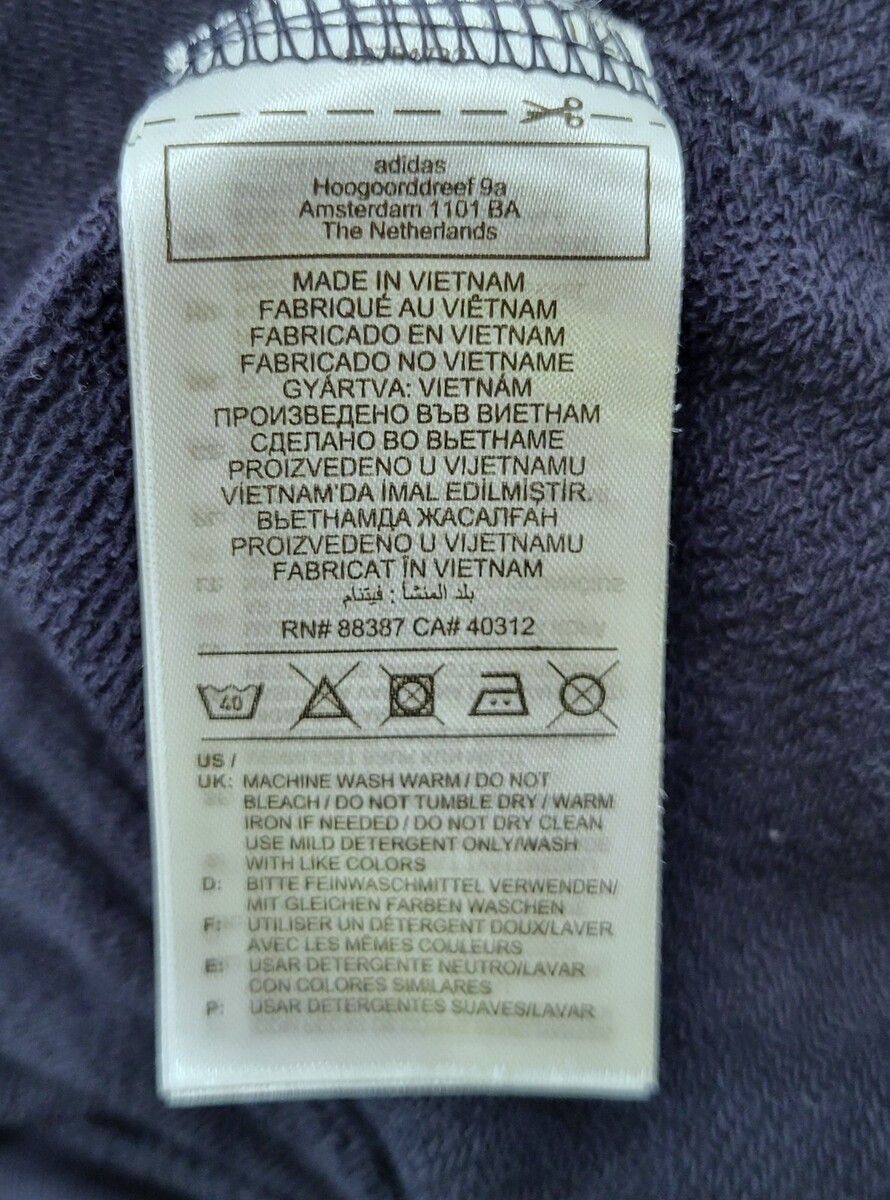 adidas
Hoogoorddreef 9a
Amsterdam 1101 BA
The Netherlands
MADE IN VIETNAM
FABRIQUÉ AU VIÊTNAM
FABRICADO EN VIETNAM
FABRICADO NO VIETNAME
GYÁRTVA: VIETNÁM
ПРОИЗВЕДЕНО ВЪВ ВИЕТНАМ
СДЕЛАНО ВО ВЬЕТНАМЕ
PROIZVEDENO U VIJETNAMU
VİETNAM'DA İMAL EDİLMİŞTİR.
ВЬЕТНАМДА ЖАСАЛҒАН
PROIZVEDENO U VIJETNAMU
FABRICAT ÎN VIETNAM
بلد المنشأ : فيتنام
RN# 88387 CA# 40312
40
US /
UK: MACHINE WASH WARM / DO NOT
BLEACH / DO NOT TUMBLE DRY / WARM
IRON IF NEEDED / DO NOT DRY CLEAN
USE MILD DETERGENT ONLY/WASH
WITH LIKE COLORS
D: BITTE FEINWASCHMITTEL VERWENDEN/
MIT GLEICHEN FARBEN WASCHEN
F: UTILISER UN DÉTERGENT DOUX/LAVER
AVEC LES MÊMES COULEURS
E: USAR DETERGENTE NEUTRO/LAVAR
CON COLORES SIMILARES
P: USAR DETERGENTES SUAVES/LAVAR